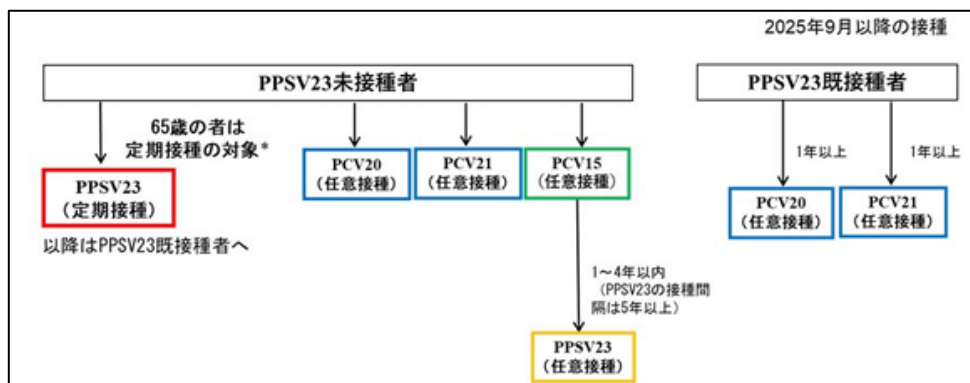 2025年9月以降の接種
PPSV23未接種者
PPSV23既接種者
65歳の者は
定期接種の対象*
PPSV23
（定期接種）
以降はPPSV23既接種者へ
PCV20
（任意接種）
PCV21
（任意接種）
PCV15
（任意接種）
1～4年以内
（PPSV23の接種間
隔は5年以上）
PPSV23
（任意接種）
1年以上
1年以上
PCV20
（任意接種）
PCV21
（任意接種）